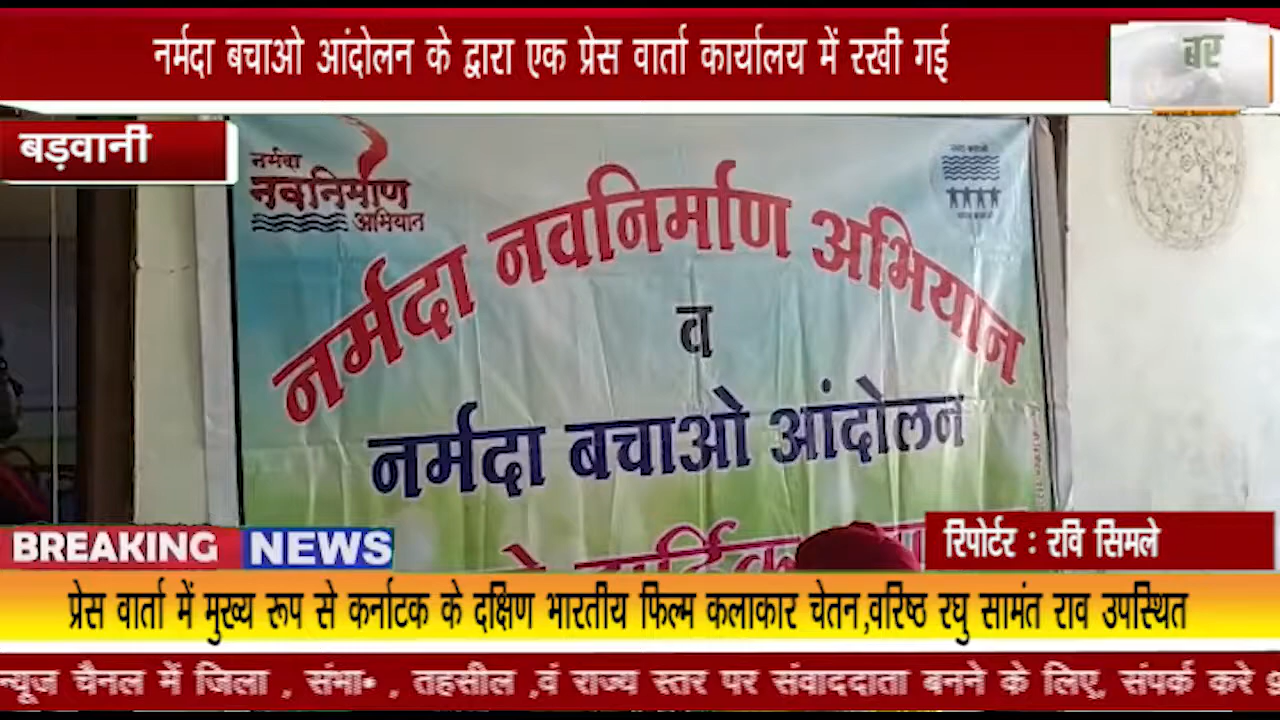 नर्मदा बचाओ आंदोलन के द्वारा एक प्रेस वार्ता कार्यालय में रखी गई
बर
बड़वानी
नर्मदा
नवनिर्माण
अभियान
नर्मदा नवनिर्माण अभियान
व
नर्मदा बचाओ आंदोलन
रिपोर्टर : रवि सिमले
BREAKING NEWS
प्रेस वार्ता में मुख्य रूप से कर्नाटक के दक्षिण भारतीय फिल्म कलाकार चेतन,वरिष्ठ रघु सामंत राव उपस्थित
न्यूज चैनल में जिला , संभा॰ , तहसील ,वं राज्य स्तर पर संवाददाता बनने के लिए, संपर्क करे 9